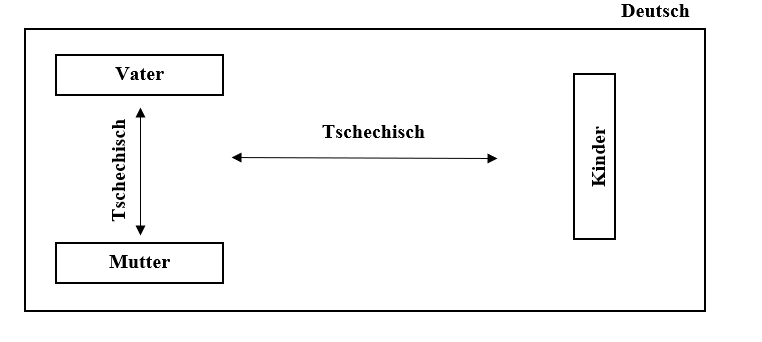 Deutsch
Vater
Tschechisch
Tschechisch
Kinder
Mutter